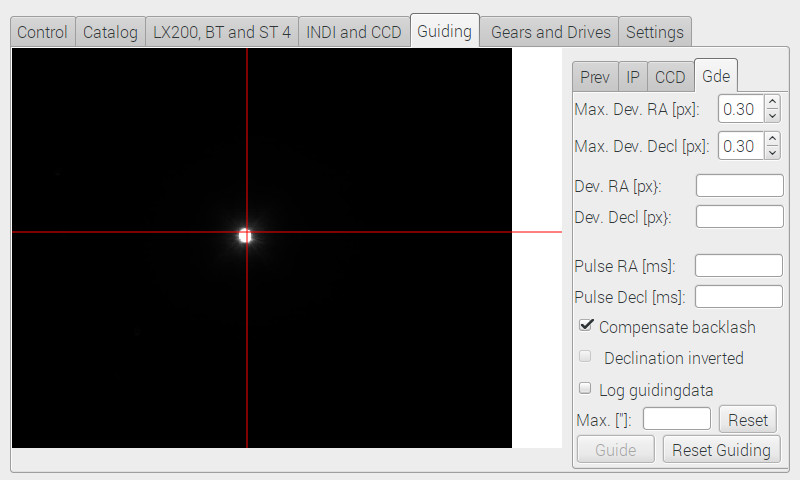 Control Catalog LX200, BT and ST 4 INDI and CCD Guiding Gears and Drives Settings
Prev IP CCD Gde
Max. Dev. RA [px]: 0.30
Max. Dev. Decl [px]: 0.30
Dev. RA [px}:
Dev. Decl [px}:
Pulse RA [ms]:
Pulse Decl [ms]:
Compensate backlash
Declination inverted
Log guidingdata
Max. ["]: Reset
Guide Reset Guiding